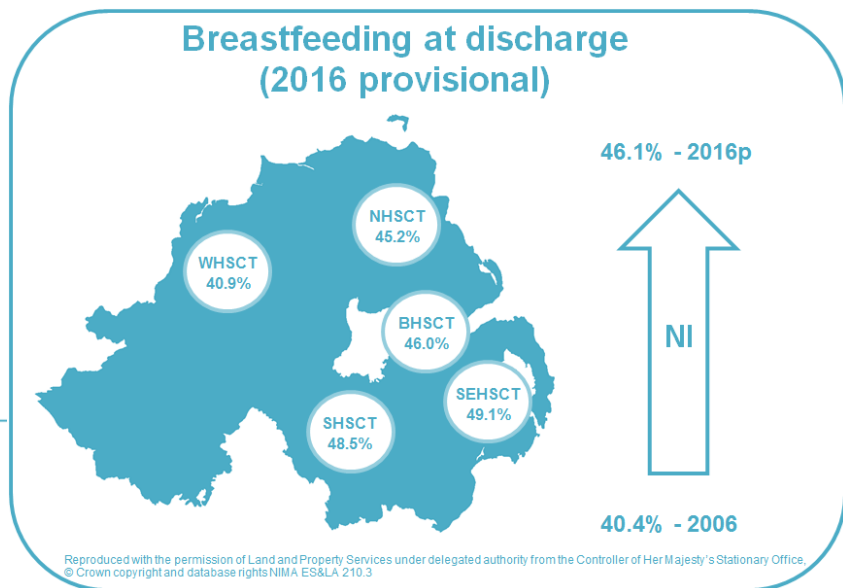 Breastfeeding at discharge
(2016 provisional)
46.1% - 2016p
NHSCT
45.2%
WHSCT
40.9%
BHSCT
46.0%
NI
SEHSCT
49.1%
SHSCT
48.5%
40.4% - 2006
Reproduced with the permission of Land and Property Services under delegated authority from the Controller of Her Majesty's Stationary Office,
© Crown copyright and database rights NIMA ES&LA 210.3